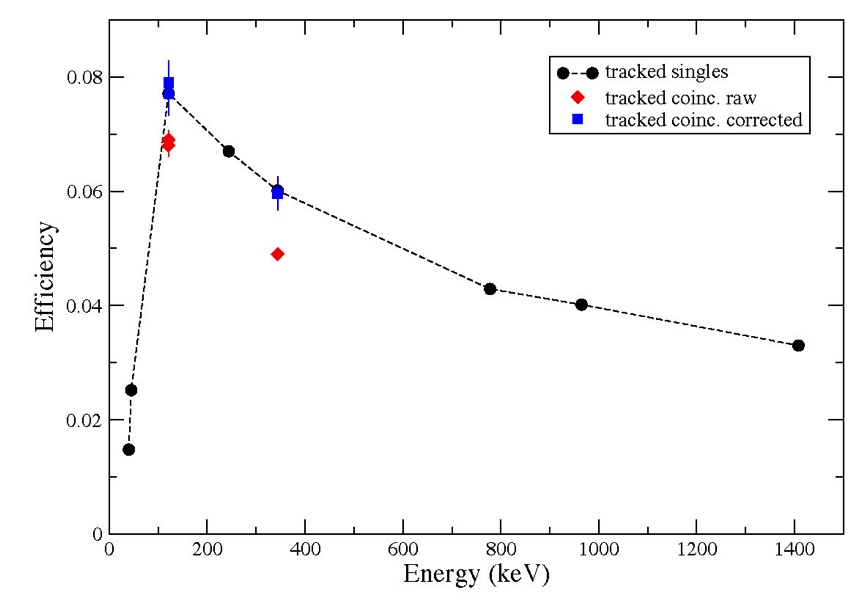 tracked singles
tracked coinc. raw
tracked coinc. corrected
Efficiency
0.08
0.06
0.04
0.02
0
0 200 400 600 800 1000 1200 1400
Energy (keV)